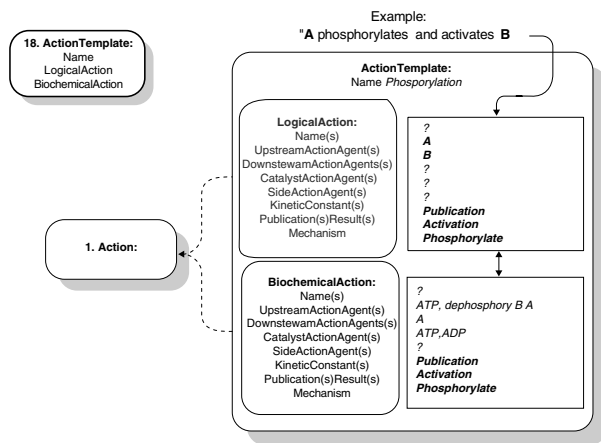 Example:
"A phosphorylates and activates B
18. ActionTemplate:
Name
LogicalAction
BiochemicalAction
ActionTemplate:
Name Phosporylation
LogicalAction:
Name(s)
UpstreamActionAgent(s)
DownstewamActionAgents(s)
CatalystActionAgent(s)
SideActionAgent(s)
KineticConstant(s)
Publication(s)Result(s)
Mechanism
?
A
B
?
?
?
Publication
Activation
Phosphorylate
1. Action:
BiochemicalAction:
Name(s)
UpstreamActionAgent(s)
DownstewamActionAgents(s)
CatalystActionAgent(s)
SideActionAgent(s)
KineticConstant(s)
Publication(s)Result(s)
Mechanism
?
ATP, dephosphory B A
A
ATP,ADP
?
Publication
Activation
Phosphorylate